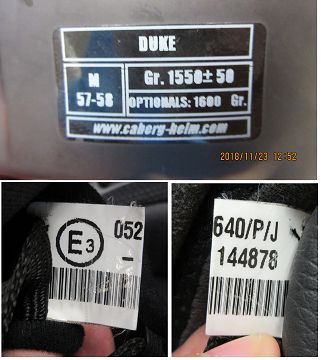 DUKE
M
57-58
Gr. 1550± 50
OPTIONALS: 1600 Gr.
www.caberg-helm.com
2018/11/23 12:52
E3
052
-
640/P/J
144878